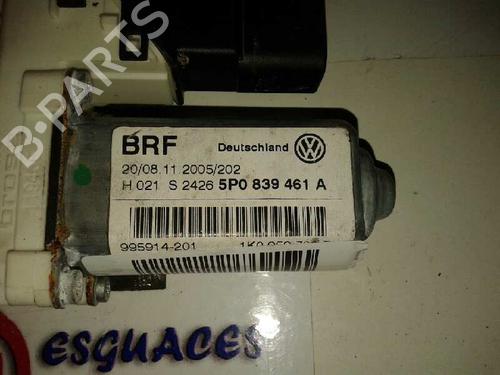 B-PARTS
BRF Deutschland
20/08.11.2005/202
H 021 S 2426 5P0 839 461 A
995914-201
ESGUACES